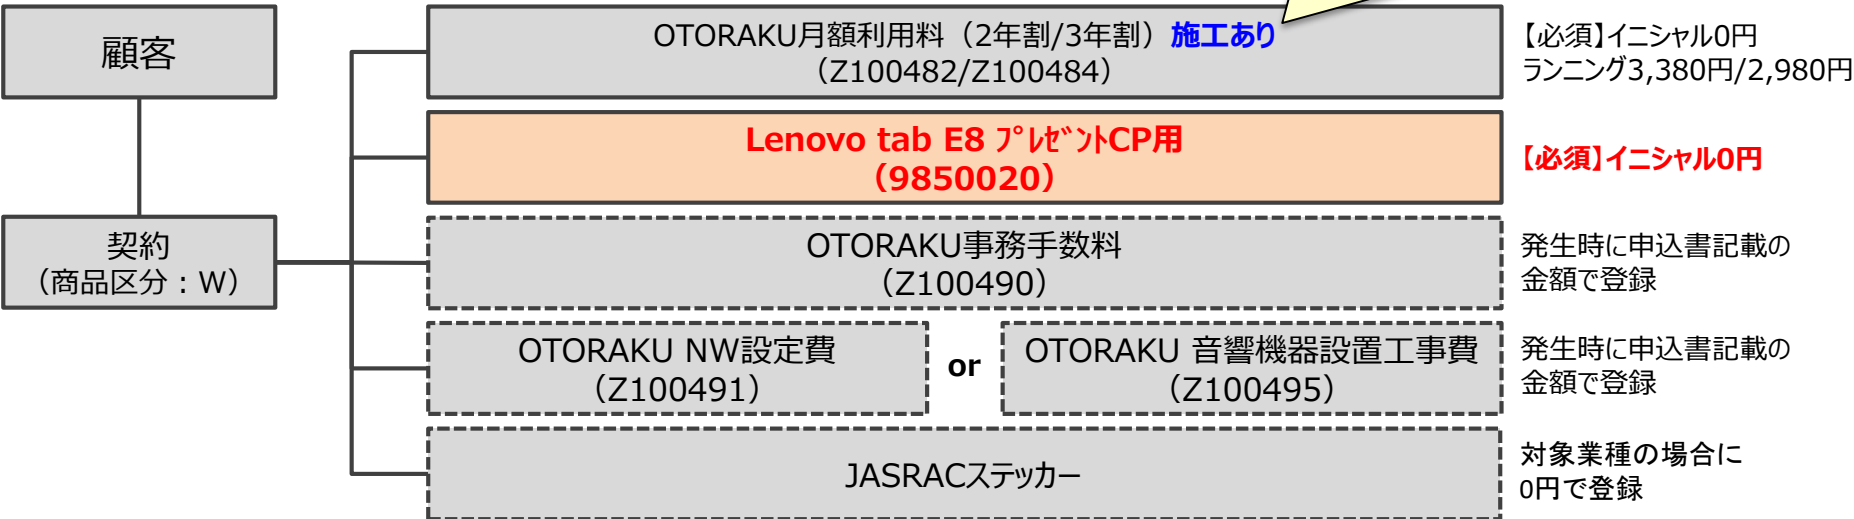 顧客
OTORAKU月額利用料（2年割/3年割）施工あり
（Z100482/Z100484）
【必須】イニシャル0円
ランニング3,380円/2,980円
Lenovo tab E8 ﾌﾟﾚｾﾞﾝﾄCP用
（9850020）
【必須】イニシャル0円
契約
（商品区分：W）
OTORAKU事務手数料
（Z100490）
発生時に申込書記載の
金額で登録
OTORAKU NW設定費
（Z100491）
or
OTORAKU 音響機器設置工事費
（Z100495）
発生時に申込書記載の
金額で登録
JASRACステッカー
対象業種の場合に
0円で登録